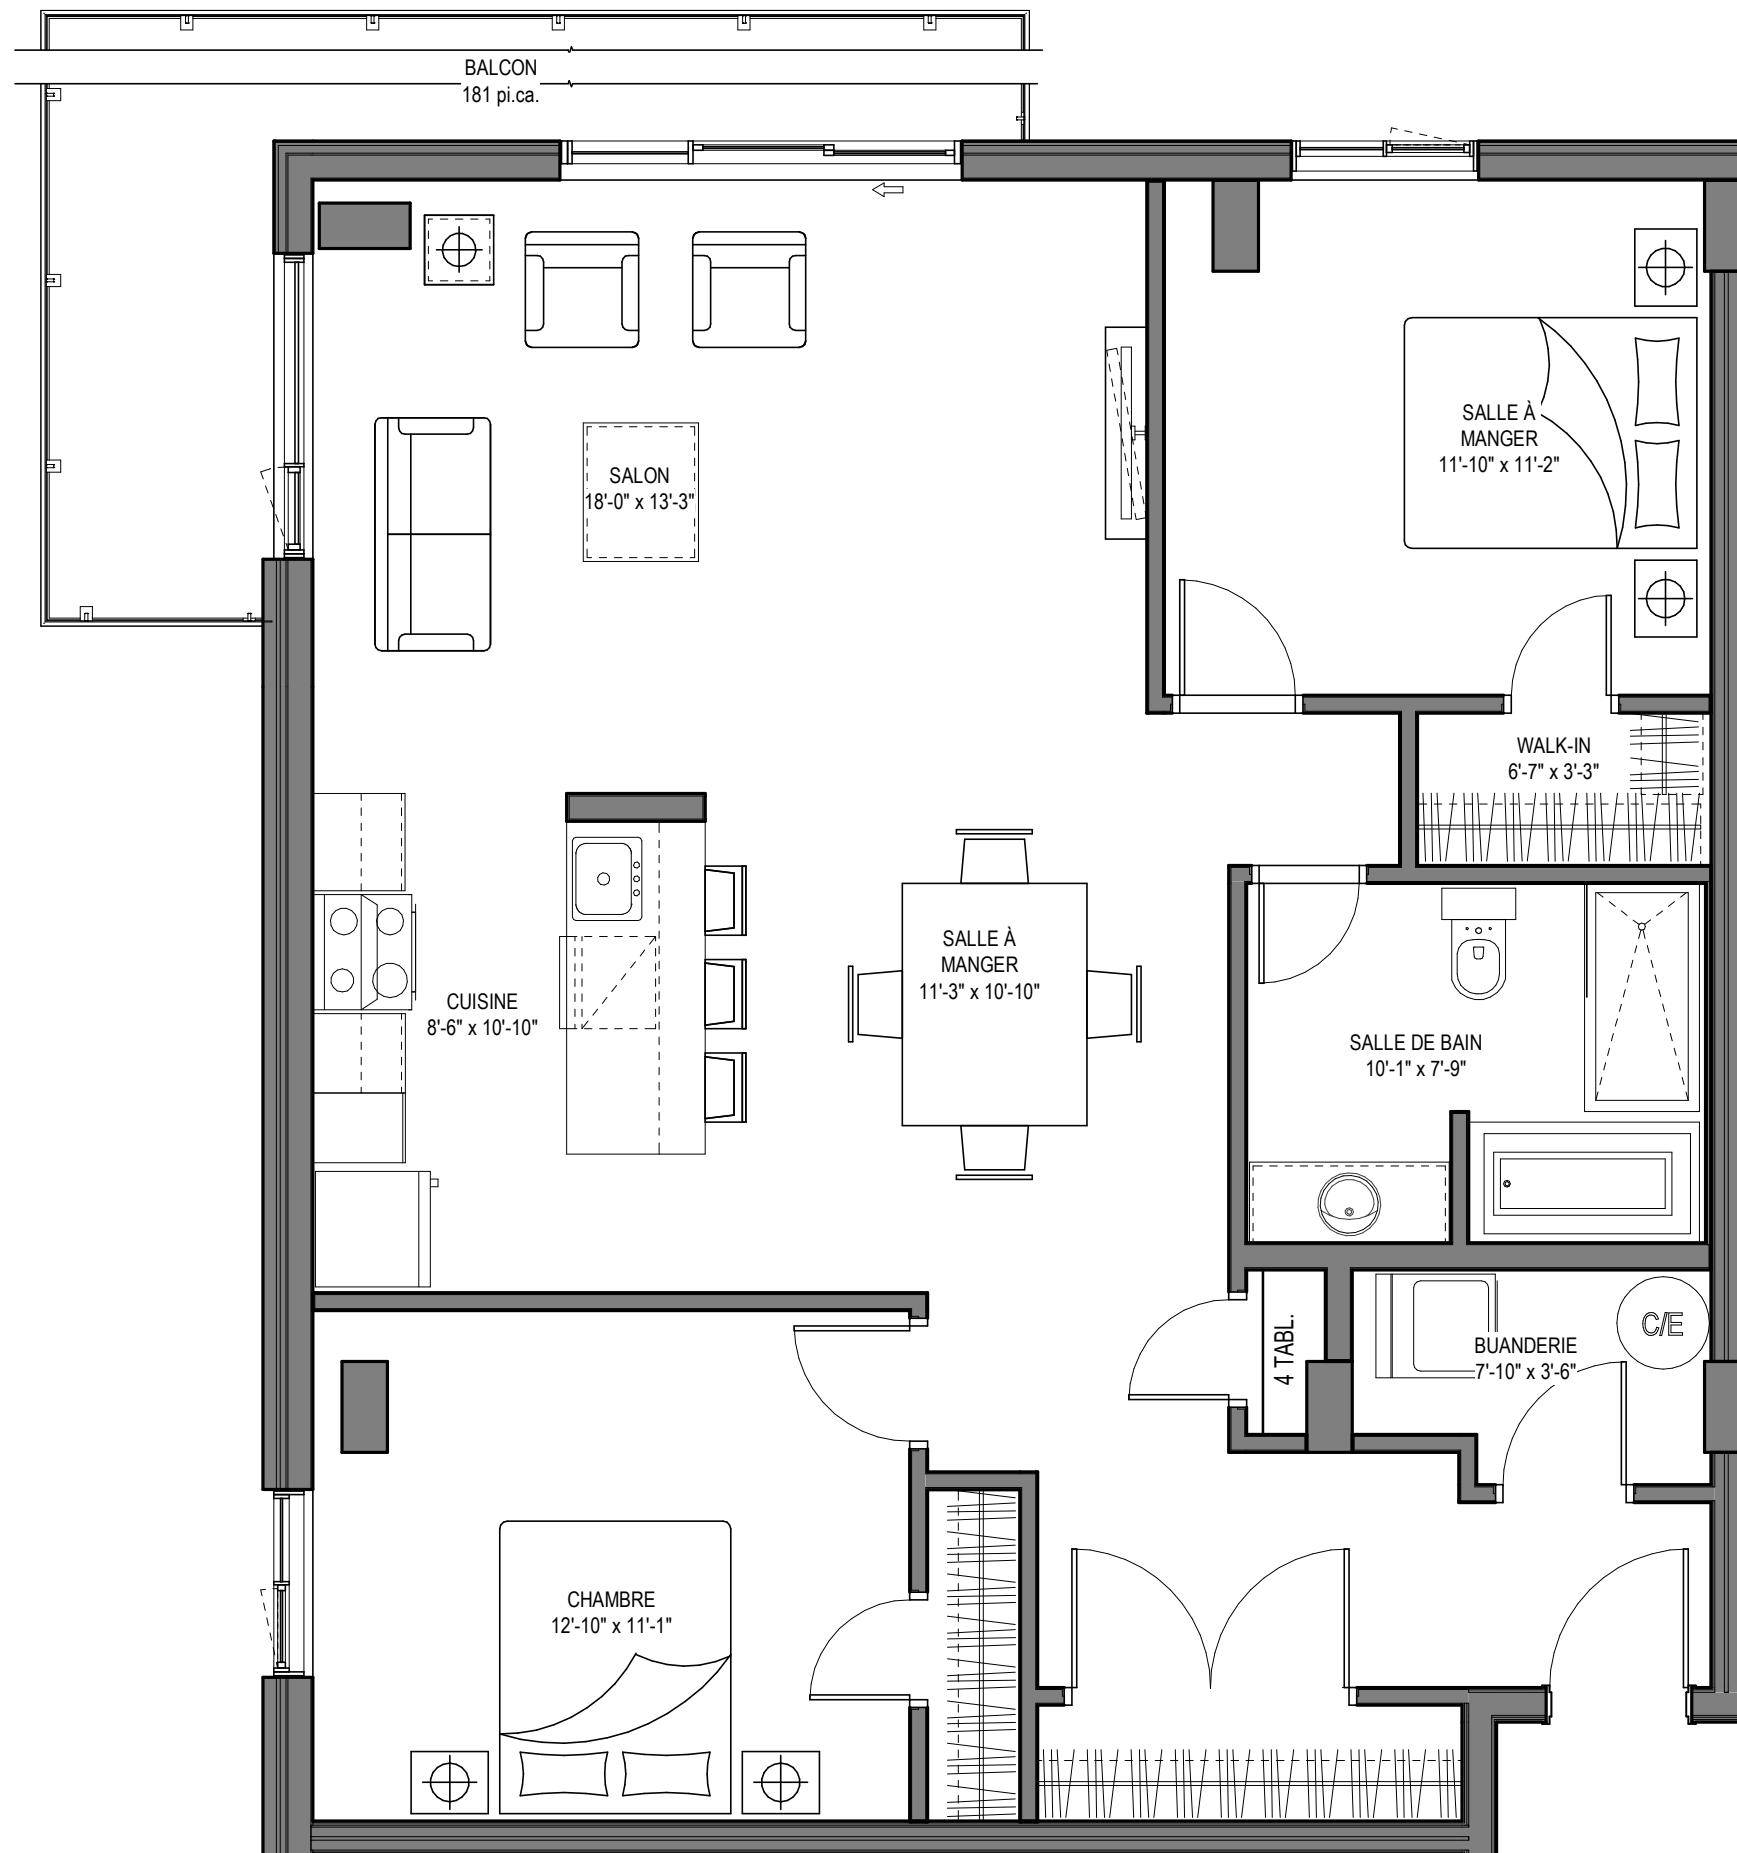 BALCON
181 pi.ca.
SALLE À
MANGER
11'-10" x 11'-2"
SALON
18'-0" x 13'-3"
WALK-IN
6'-7" x 3'-3"
SALLE À
MANGER
11'-3" x 10'-10"
CUISINE
8'-6" x 10'-10"
SALLE DE BAIN
10'-1" x 7'-9"
4 TABL.
C/E
BUANDERIE
7'-10" x 3'-6"
CHAMBRE
12'-10" x 11'-1"